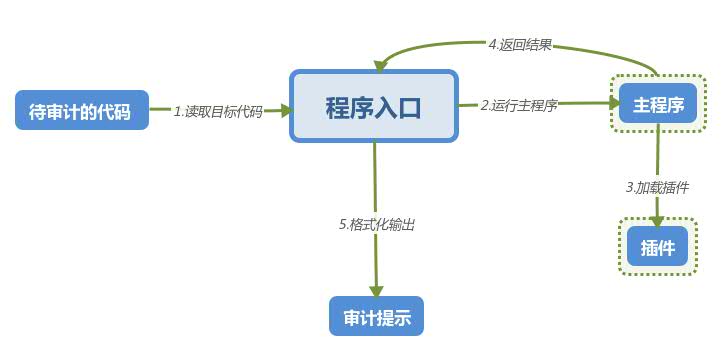 4.返回结果
待审计的代码
1.读取目标代码
程序入口
2.运行主程序
主程序
3.加载插件
5.格式化输出
插件
审计提示